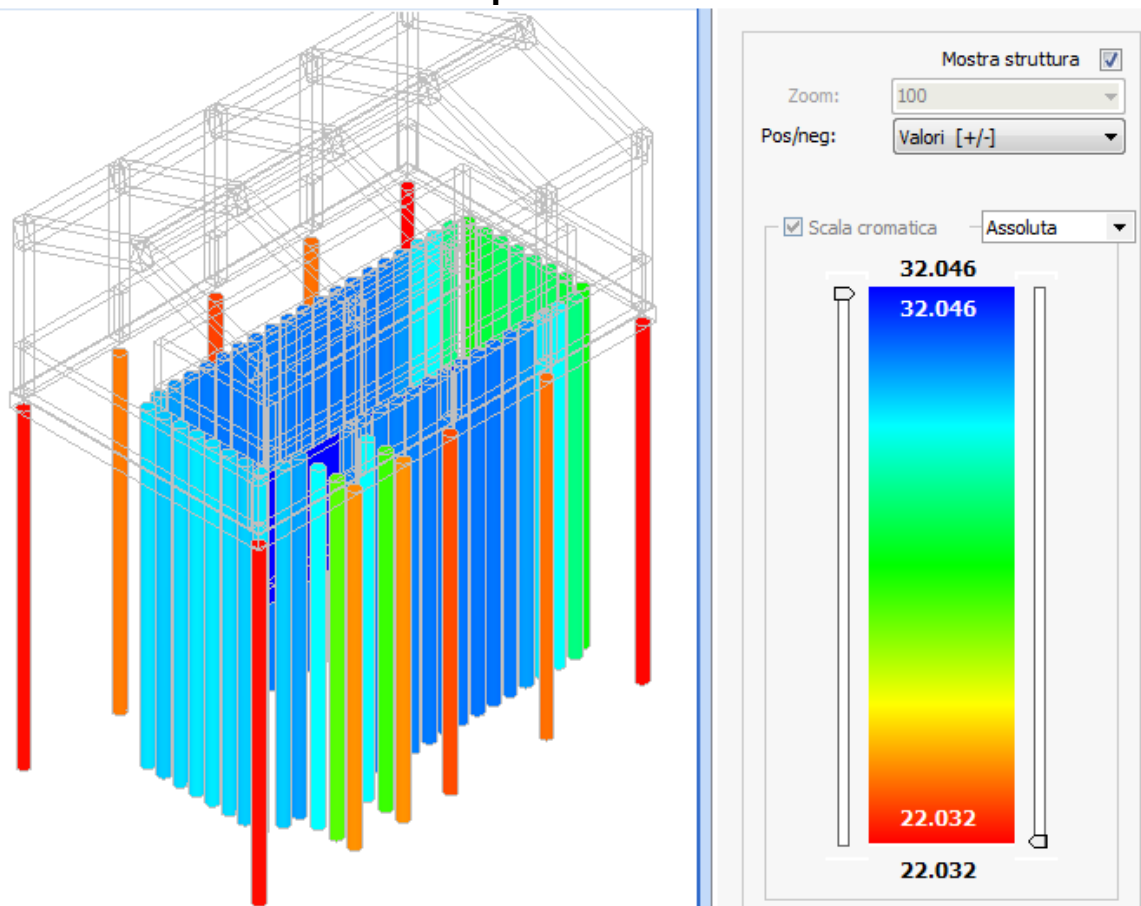 Mostra struttura
Zoom: 100
Pos/neg: Valori [+/-]
Scala cromatica Assoluta
32.046
32.046
22.032
22.032